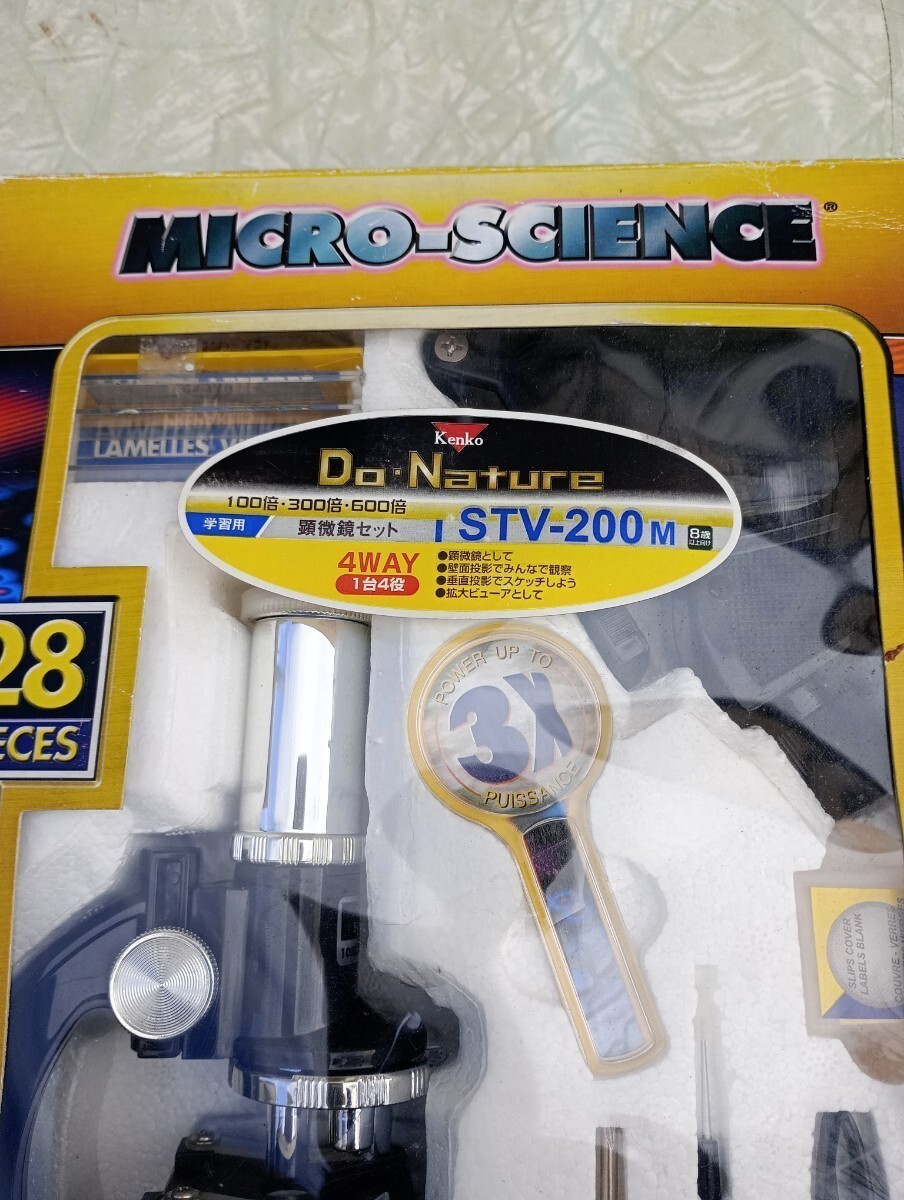 MICRO-SCIENCE®
LAMELLES
Kenko
Do・Nature
100倍・300倍・600倍
学習用 顕微鏡セット STV-200M 8歳以上向け
4WAY
1台4役
●顕微鏡として
●壁面投影でみんなで観察
●垂直投影でスケッチしよう
●拡大ビューアとして
28
POWER UP TO
3X
PUISSANCE
SLIPS COVER
LABELS BLANK